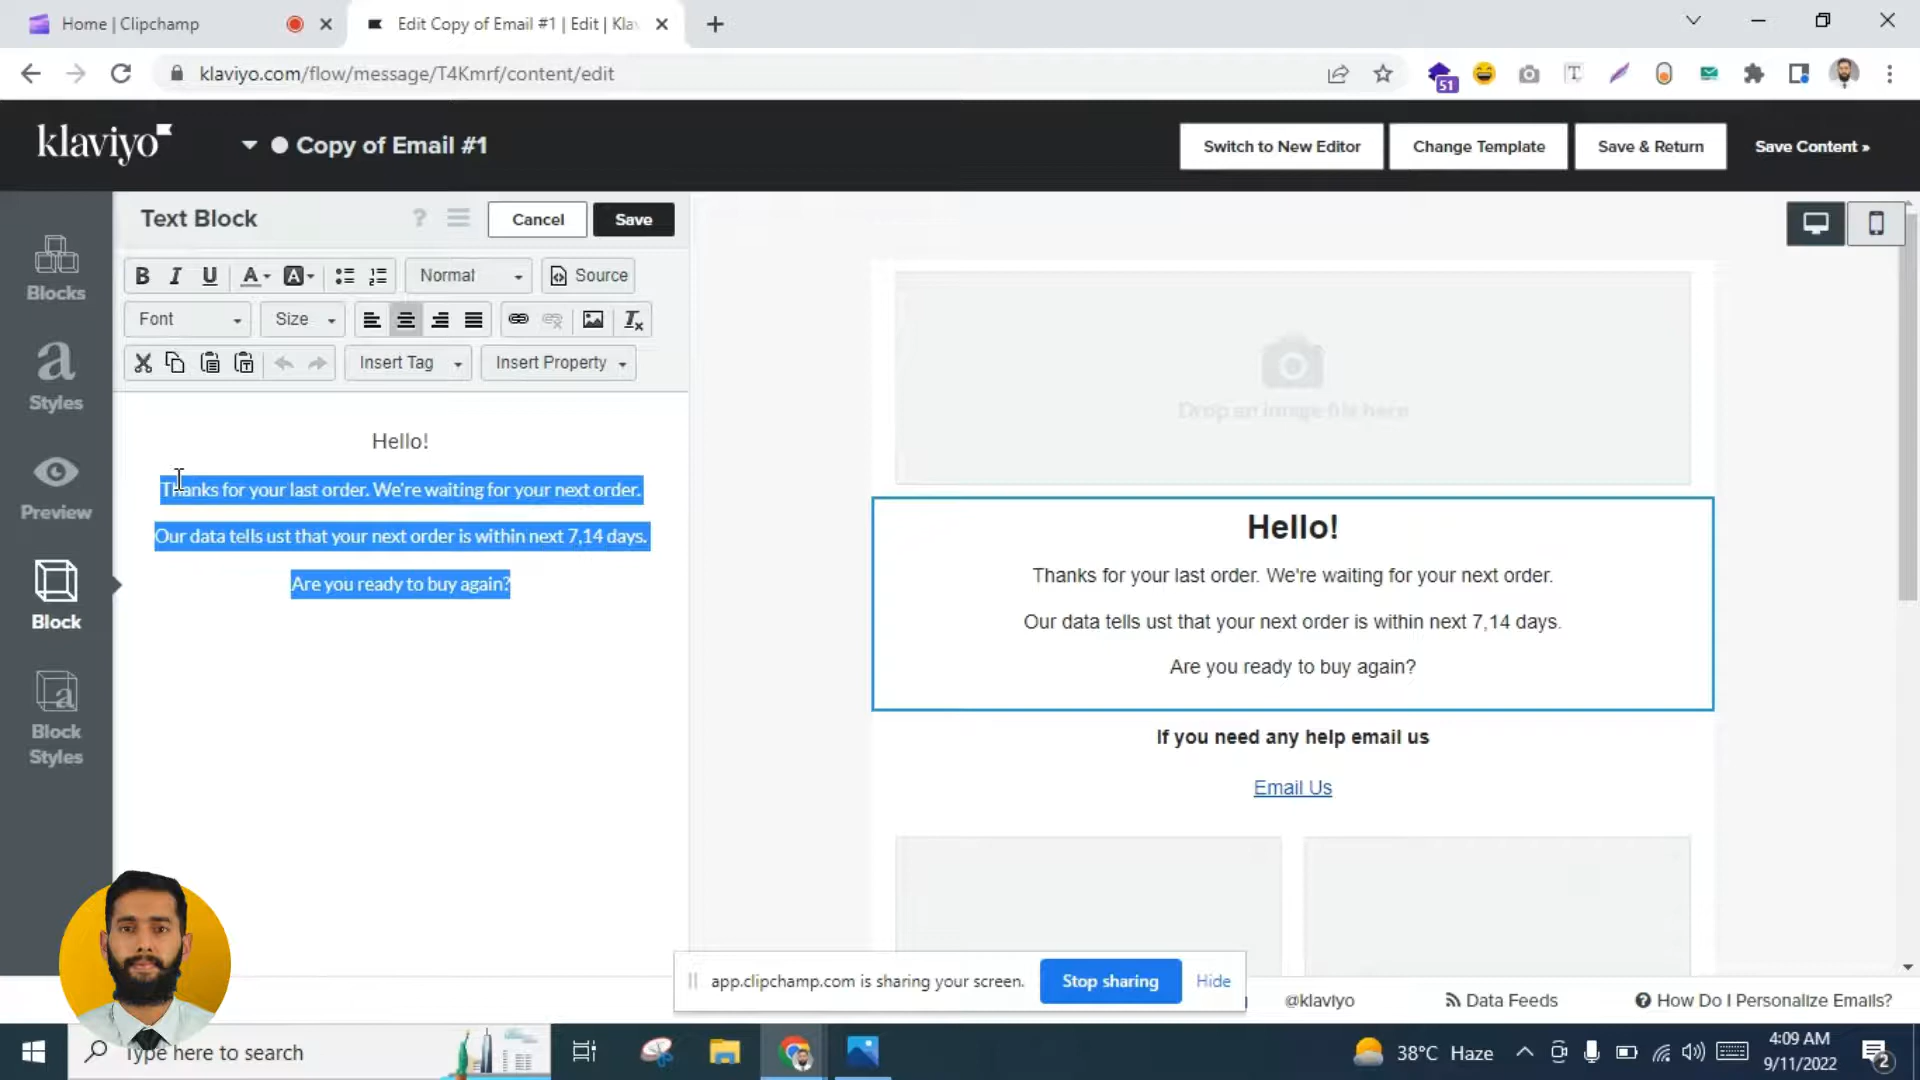 Home | Clipchamp
Edit Copy of Email #1 | Edit | Kla
klaviyo.com/flow/message/T4Kmrf/content/edit
51
klaviyo
Copy of Email #1
Switch to New Editor
Change Template
Save & Return
Save Content »
Text Block
?
Cancel
Save
Blocks
Styles
Preview
Block
Block
Styles
B I U A A Normal Source
Font Size
Insert Tag Insert Property
Hello!
Thanks for your last order. We're waiting for your next order.
Our data tells ust that your next order is within next 7,14 days.
Are you ready to buy again?
Drop an image file here
Hello!
Thanks for your last order. We're waiting for your next order.
Our data tells ust that your next order is within next 7,14 days.
Are you ready to buy again?
If you need any help email us
Email Us
app.clipchamp.com is sharing your screen.
Stop sharing
Hide
@klaviyo
Data Feeds
How Do I Personalize Emails?
Type here to search
38°C Haze
4:09 AM
9/11/2022
2